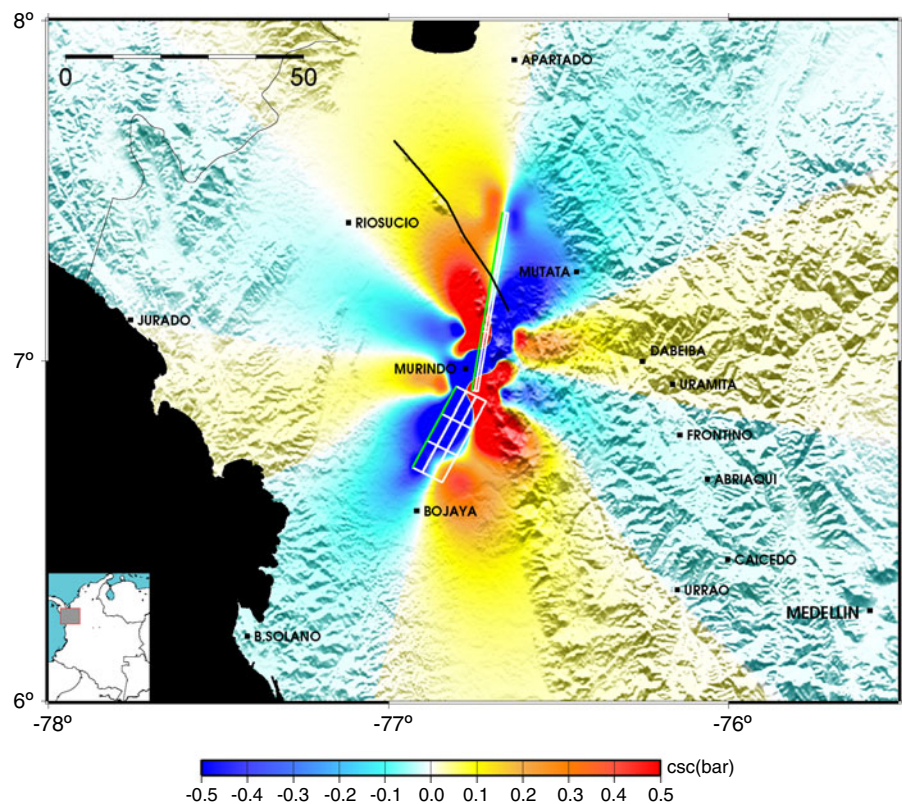 8º
0 50
APARTADO
RIOSUCIO
MUTATA
JURADO
DABEIBA
7º
MURINDO
URAMITA
FRONTINO
ABRIAQUI
BOJAYA
CAICEDO
URRAO
MEDELLIN
B.SOLANO
6º
-78º -77º -76º
csc(bar)
-0.5 -0.4 -0.3 -0.2 -0.1 0.0 0.1 0.2 0.3 0.4 0.5